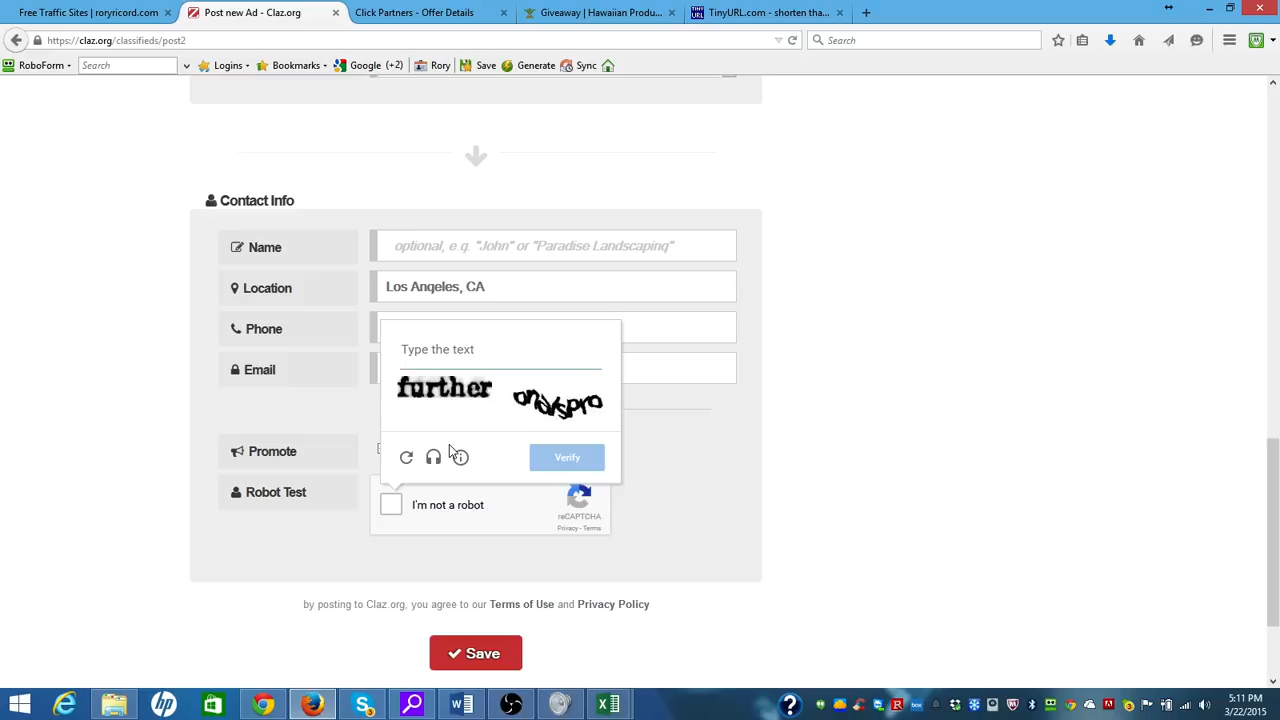 Free Traffic Sites | roryricord.com
Post new Ad - Claz.org
Click Partners - Offer Details
Giveaway | Hawaiian Produ...
TinyURL.com - shorten tha...
https://claz.org/classifieds/post2
Search
RoboForm
Search
Logins
Bookmarks
Google (+2)
Rory
Save
Generate
Sync
Contact Info
Name
optional, e.g. "John" or "Paradise Landscaping"
Location
Los Angeles, CA
Phone
Email
Type the text
further
Verify
Promote
Robot Test
I'm not a robot
reCAPTCHA
Privacy - Terms
by posting to Claz.org, you agree to our Terms of Use and Privacy Policy
Save
5:11 PM
3/22/2015